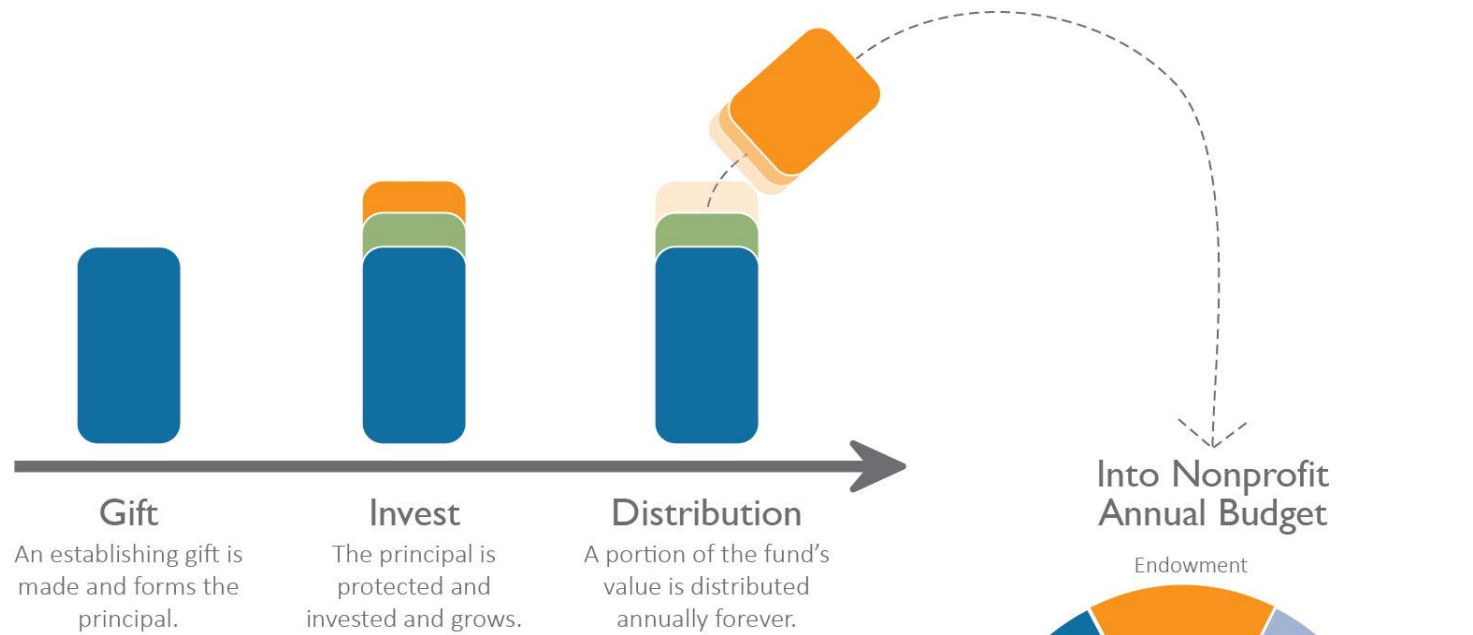 Gift
An establishing gift is
made and forms the
principal.
Invest
The principal is
protected and
invested and grows.
Distribution
A portion of the fund’s
value is distributed
annually forever.
Into Nonprofit
Annual Budget
Endowment